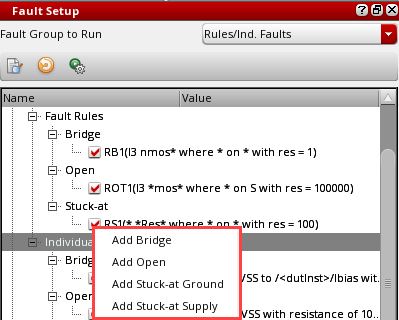 Fault Setup
Fault Group to Run Rules/Ind. Faults
Name Value
Fault Rules
Bridge
RB1(I3 nmos* where * on * with res = 1)
Open
ROT1(I3 *mos* where * on S with res = 100000)
Stuck-at
RS1(* *Res* where * on * with res = 100)
Individua
Add Bridge
Bridg
Add Open
VSS to /<dutInst>/Ibias wit...
Add Stuck-at Ground
Open
VSS with resistance of 10...
Add Stuck-at Supply